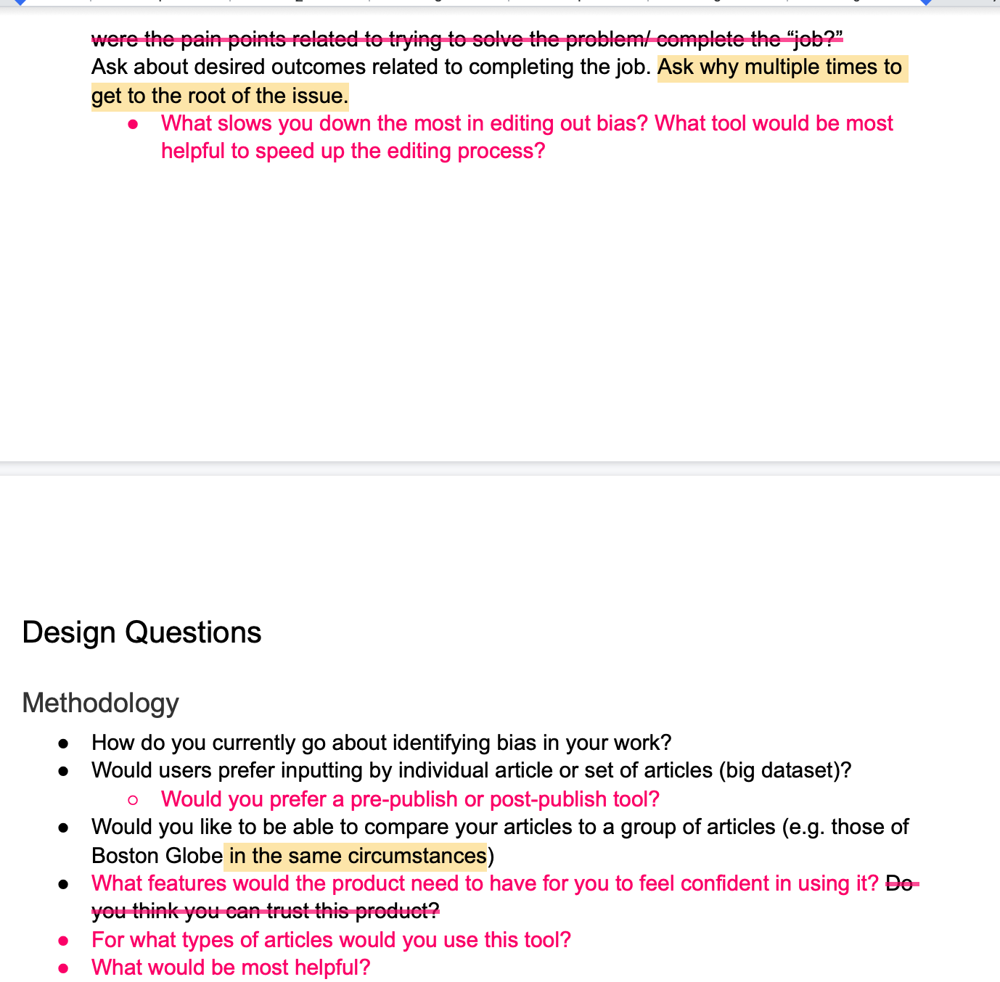 were the pain points related to trying to solve the problem/ complete the “job?”
Ask about desired outcomes related to completing the job. Ask why multiple times to
get to the root of the issue.
● What slows you down the most in editing out bias? What tool would be most
helpful to speed up the editing process?
Design Questions
Methodology
● How do you currently go about identifying bias in your work?
● Would users prefer inputting by individual article or set of articles (big dataset)?
○ Would you prefer a pre-publish or post-publish tool?
● Would you like to be able to compare your articles to a group of articles (e.g. those of
Boston Globe in the same circumstances)
● What features would the product need to have for you to feel confident in using it? Do
you think you can trust this product?
● For what types of articles would you use this tool?
● What would be most helpful?